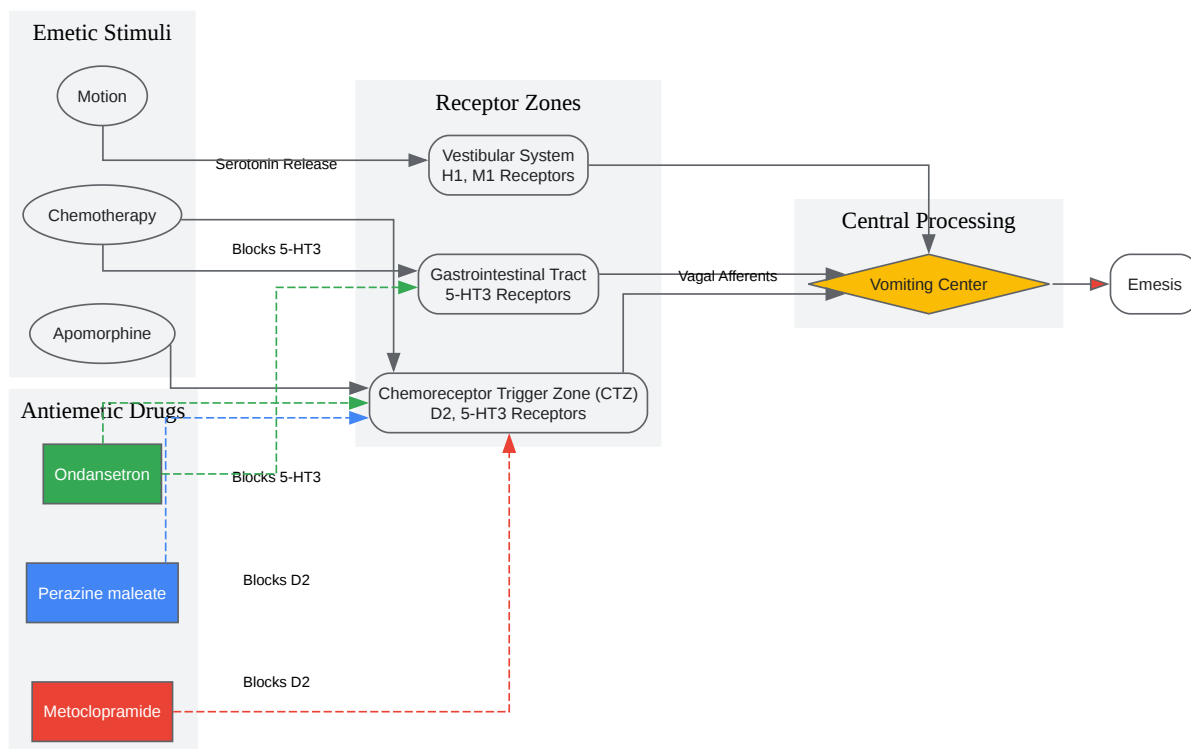 Emetic Stimuli
Motion
Chemotherapy
Apomorphine
Antiemetic Drugs
Ondansetron
Perazine maleate
Metoclopramide
Serotonin Release
Blocks 5-HT3
Blocks 5-HT3
Blocks D2
Blocks D2
Receptor Zones
Vestibular System
H1, M1 Receptors
Gastrointestinal Tract
5-HT3 Receptors
Chemoreceptor Trigger Zone (CTZ)
D2, 5-HT3 Receptors
Vagal Afferents
Central Processing
Vomiting Center
Emesis